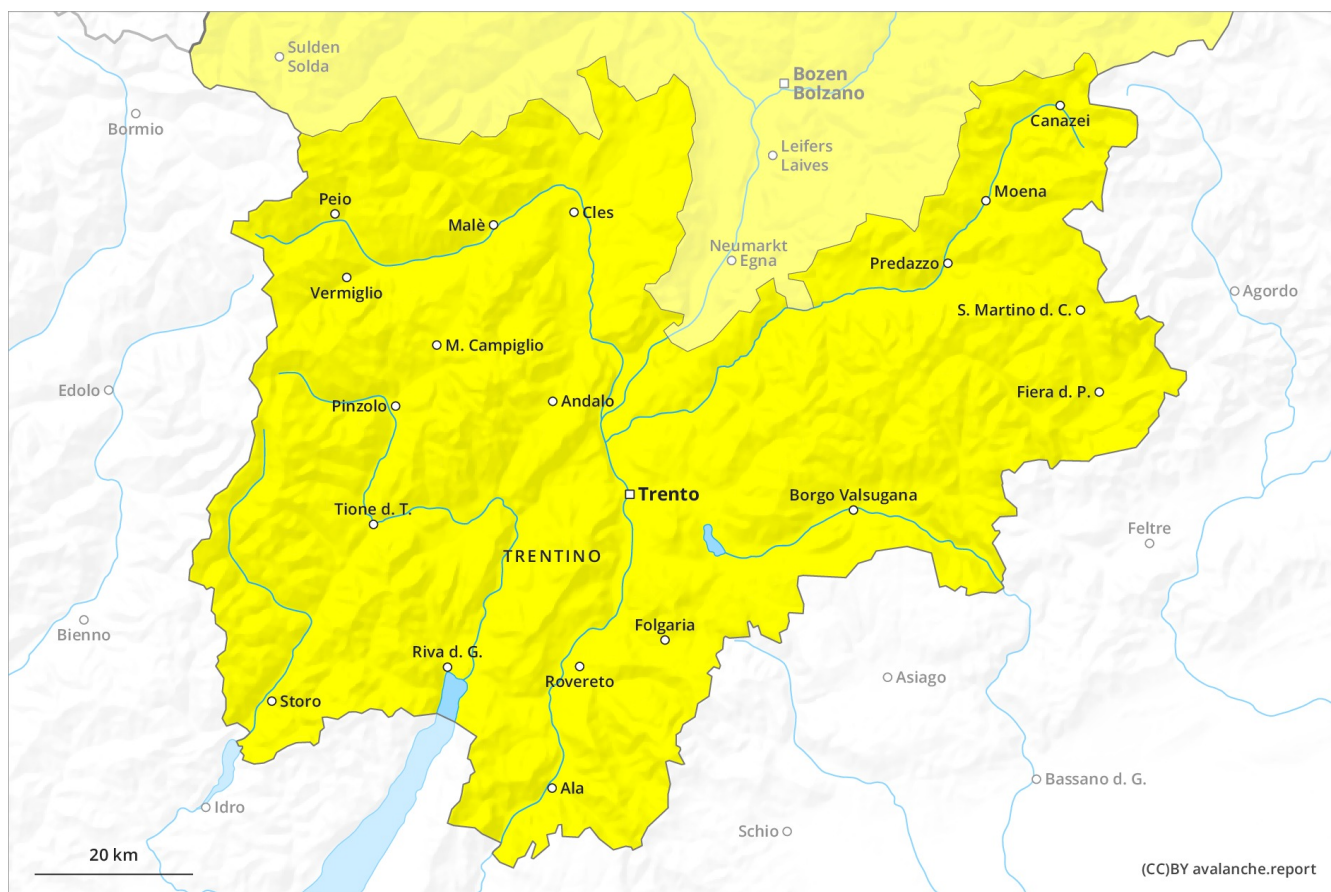 Sulden
Solda
Bozen
Bolzano
Bormio
Canazei
Leifers
Laives
Peio
Moena
Malè
Cles
Neumarkt
Egna
Predazzo
Vermiglio
Agordo
S. Martino d. C.
M. Campiglio
Edolo
Fiera d. P.
Andalo
Pinzolo
Trento
Borgo Valsugana
Tione d. T.
Feltre
TRENTINO
Bienno
Folgaria
Riva d. G.
Asiago
Rovereto
Storo
Bassano d. G.
Ala
Idro
Schio
20 km
(CC)BY avalanche.report